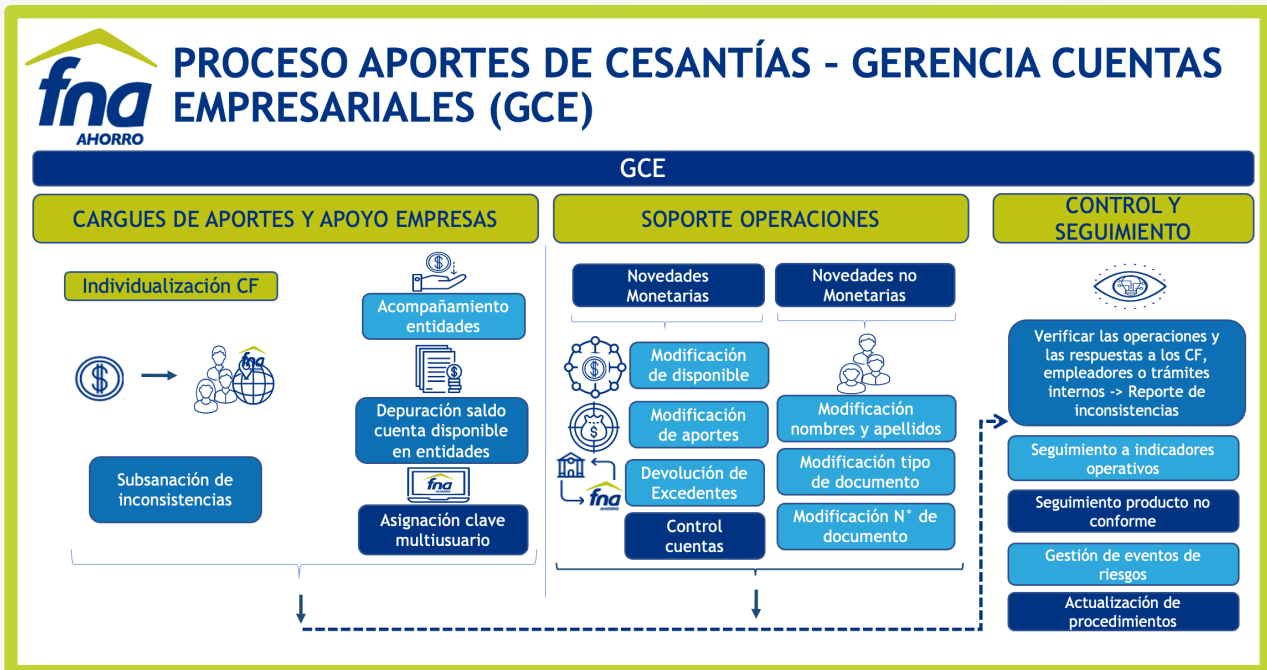 fna
AHORRO
PROCESO APORTES DE CESANTÍAS - GERENCIA CUENTAS
EMPRESARIALES (GCE)
GCE
CARGUES DE APORTES Y APOYO EMPRESAS
Individualización CF
fna
Subsanación de
inconsistencias
Acompañamiento
entidades
Depuración saldo
cuenta disponible
en entidades
fna
AHORRO
Asignación clave
multiusuario
SOPORTE OPERACIONES
Novedades
Monetarias
Modificación
de disponible
Modificación
de aportes
Devolución de
Excedentes
fna
AHORRO
Control
cuentas
Novedades no
Monetarias
Modificación
nombres y apellidos
Modificación tipo
de documento
Modificación N° de
documento
CONTROL Y
SEGUIMIENTO
Verificar las operaciones y
las respuestas a los CF,
empleadores o trámites
internos -> Reporte de
inconsistencias
Seguimiento a indicadores
operativos
Seguimiento producto no
conforme
Gestión de eventos de
riesgos
Actualización de
procedimientos